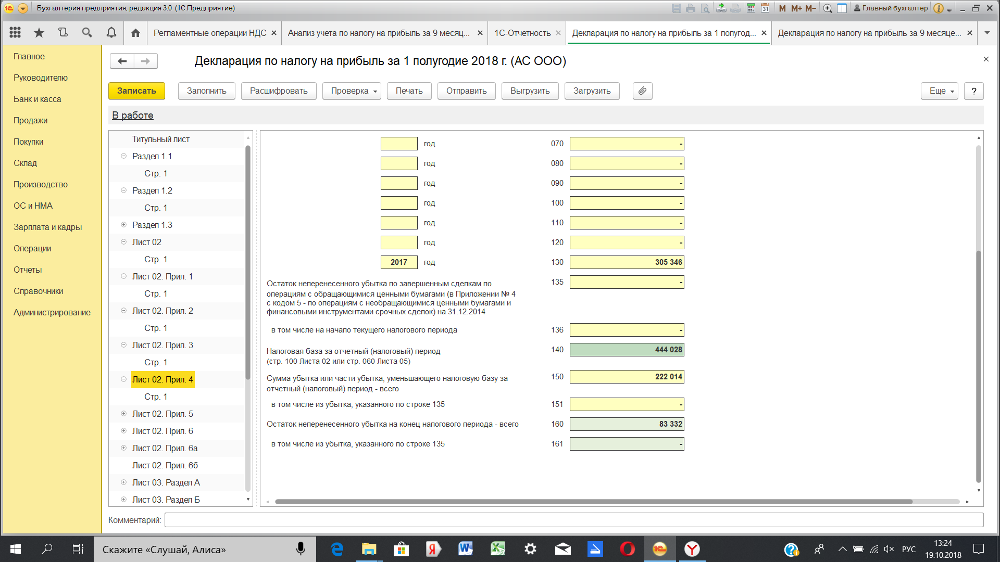 Бухгалтерия предприятия, редакция 3.0 (1С:Предприятие)
M M+ M- Главный бухгалтер
Регламентные операции НДС
Анализ учета по налогу на прибыль за 9 месяц...
1С-Отчетность
Декларация по налогу на прибыль за 1 полугод...
Декларация по налогу на прибыль за 9 месяце...
Главное
Руководителю
Банк и касса
Продажи
Покупки
Склад
Производство
ОС и НМА
Зарплата и кадры
Операции
Отчеты
Справочники
Администрирование
Декларация по налогу на прибыль за 1 полугодие 2018 г. (АС ООО)
Записать Заполнить Расшифровать Проверка Печать Отправить Выгрузить Загрузить Еще ?
В работе
Титульный лист
Раздел 1.1
Стр. 1
Раздел 1.2
Стр. 1
Раздел 1.3
Лист 02
Стр. 1
Лист 02. Прил. 1
Стр. 1
Лист 02. Прил. 2
Стр. 1
Лист 02. Прил. 3
Стр. 1
Лист 02. Прил. 4
Стр. 1
Лист 02. Прил. 5
Лист 02. Прил. 6
Лист 02. Прил. 6а
Лист 02. Прил. 6б
Лист 03. Раздел А
Лист 03. Раздел Б
год 070 -
год 080 -
год 090 -
год 100 -
год 110 -
год 120 -
2017 год 130 305 346
Остаток неперенесенного убытка по завершенным сделкам по 135 -
операциям с обращающимися ценными бумагами (в Приложении № 4
с кодом 5 - по операциям с необращающимися ценными бумагами и
финансовыми инструментами срочных сделок) на 31.12.2014
в том числе на начало текущего налогового периода 136 -
Налоговая база за отчетный (налоговый) период 140 444 028
(стр. 100 Листа 02 или стр. 060 Листа 05)
Сумма убытка или части убытка, уменьшающего налоговую базу за 150 222 014
отчетный (налоговый) период - всего
в том числе из убытка, указанного по строке 135 151 -
Остаток неперенесенного убытка на конец налогового периода - всего 160 83 332
в том числе из убытка, указанного по строке 135 161 -
Комментарий:
Скажите «Слушай, Алиса»
РУС
13:24
19.10.2018